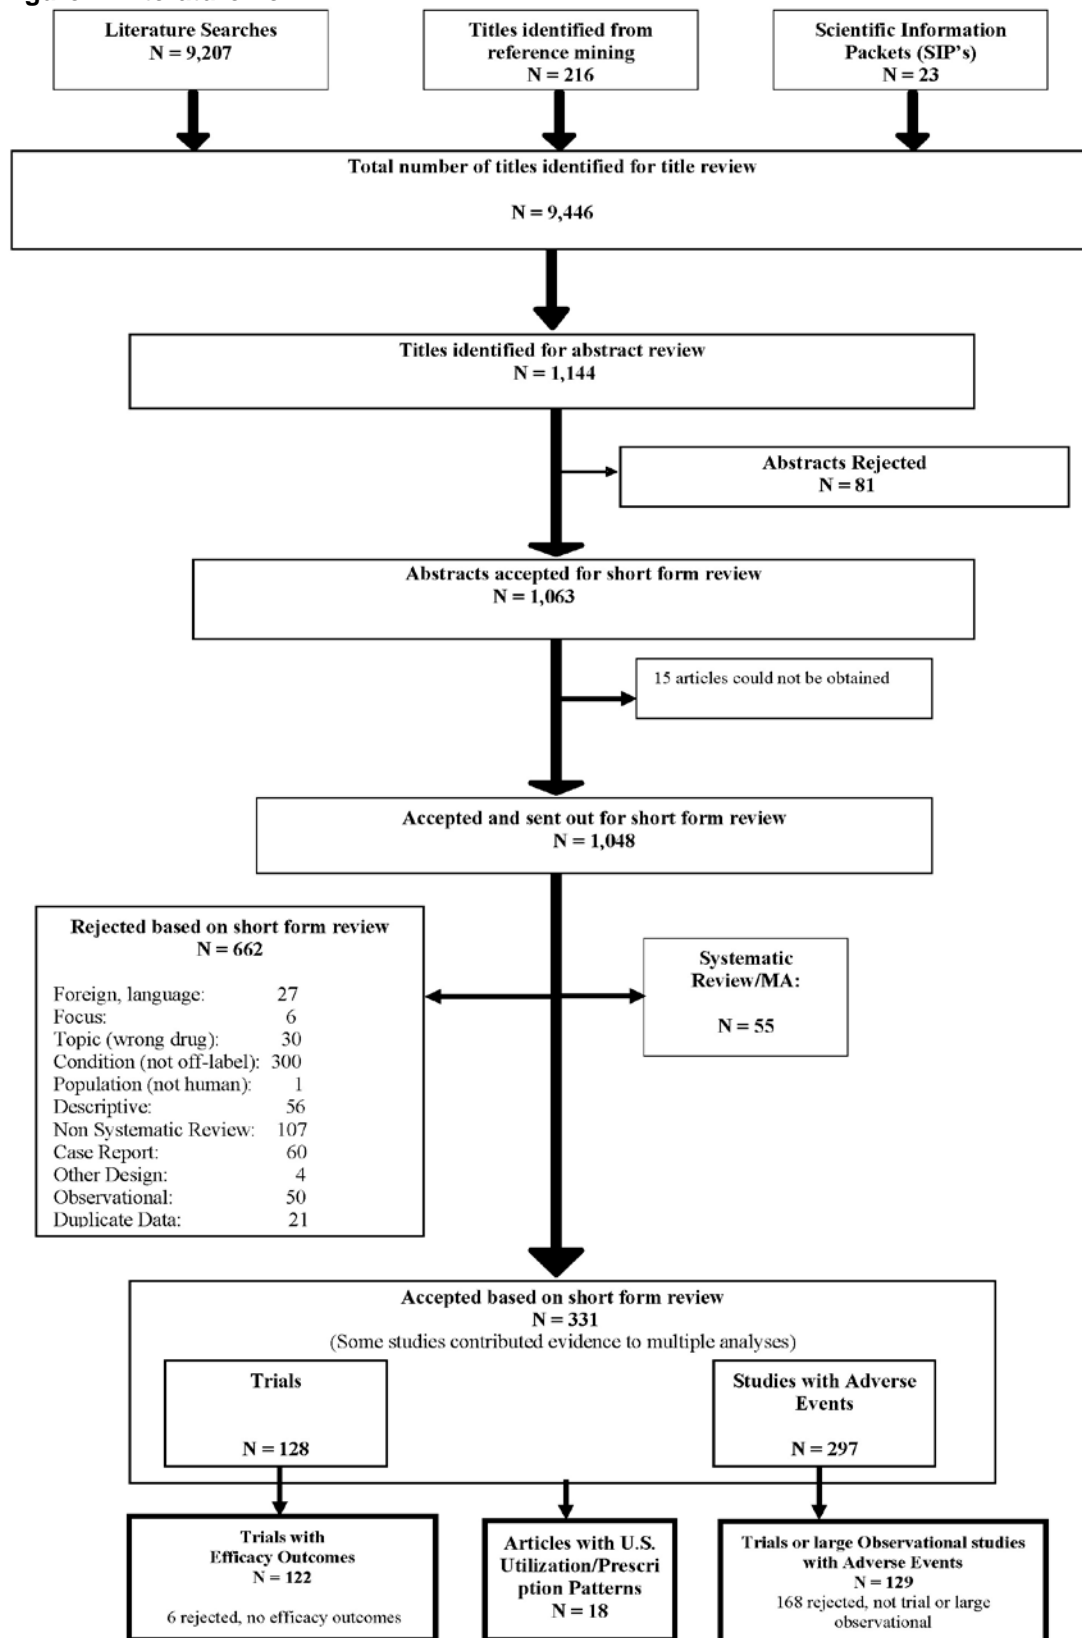 Literature Searches
N = 9,207
Titles identified from
reference mining
N = 216
Scientific Information
Packets (SIP's)
N = 23
Total number of titles identified for title review
N = 9,446
Titles identified for abstract review
N = 1,144
Abstracts Rejected
N = 81
Abstracts accepted for short form review
N = 1,063
15 articles could not be obtained
Accepted and sent out for short form review
N = 1,048
Rejected based on short form review
N = 662
Foreign, language: 27
Focus: 6
Topic (wrong drug): 30
Condition (not off-label): 300
Population (not human): 1
Descriptive: 56
Non Systematic Review: 107
Case Report: 60
Other Design: 4
Observational: 50
Duplicate Data: 21
Systematic
Review/MA:
N = 55
Accepted based on short form review
N = 331
(Some studies contributed evidence to multiple analyses)
Trials
N = 128
Studies with Adverse
Events
N = 297
Trials with
Efficacy Outcomes
N = 122
6 rejected, no efficacy outcomes
Articles with U.S.
Utilization/Prescri
ption Patterns
N = 18
Trials or large Observational studies
with Adverse Events
N = 129
168 rejected, not trial or large
observational